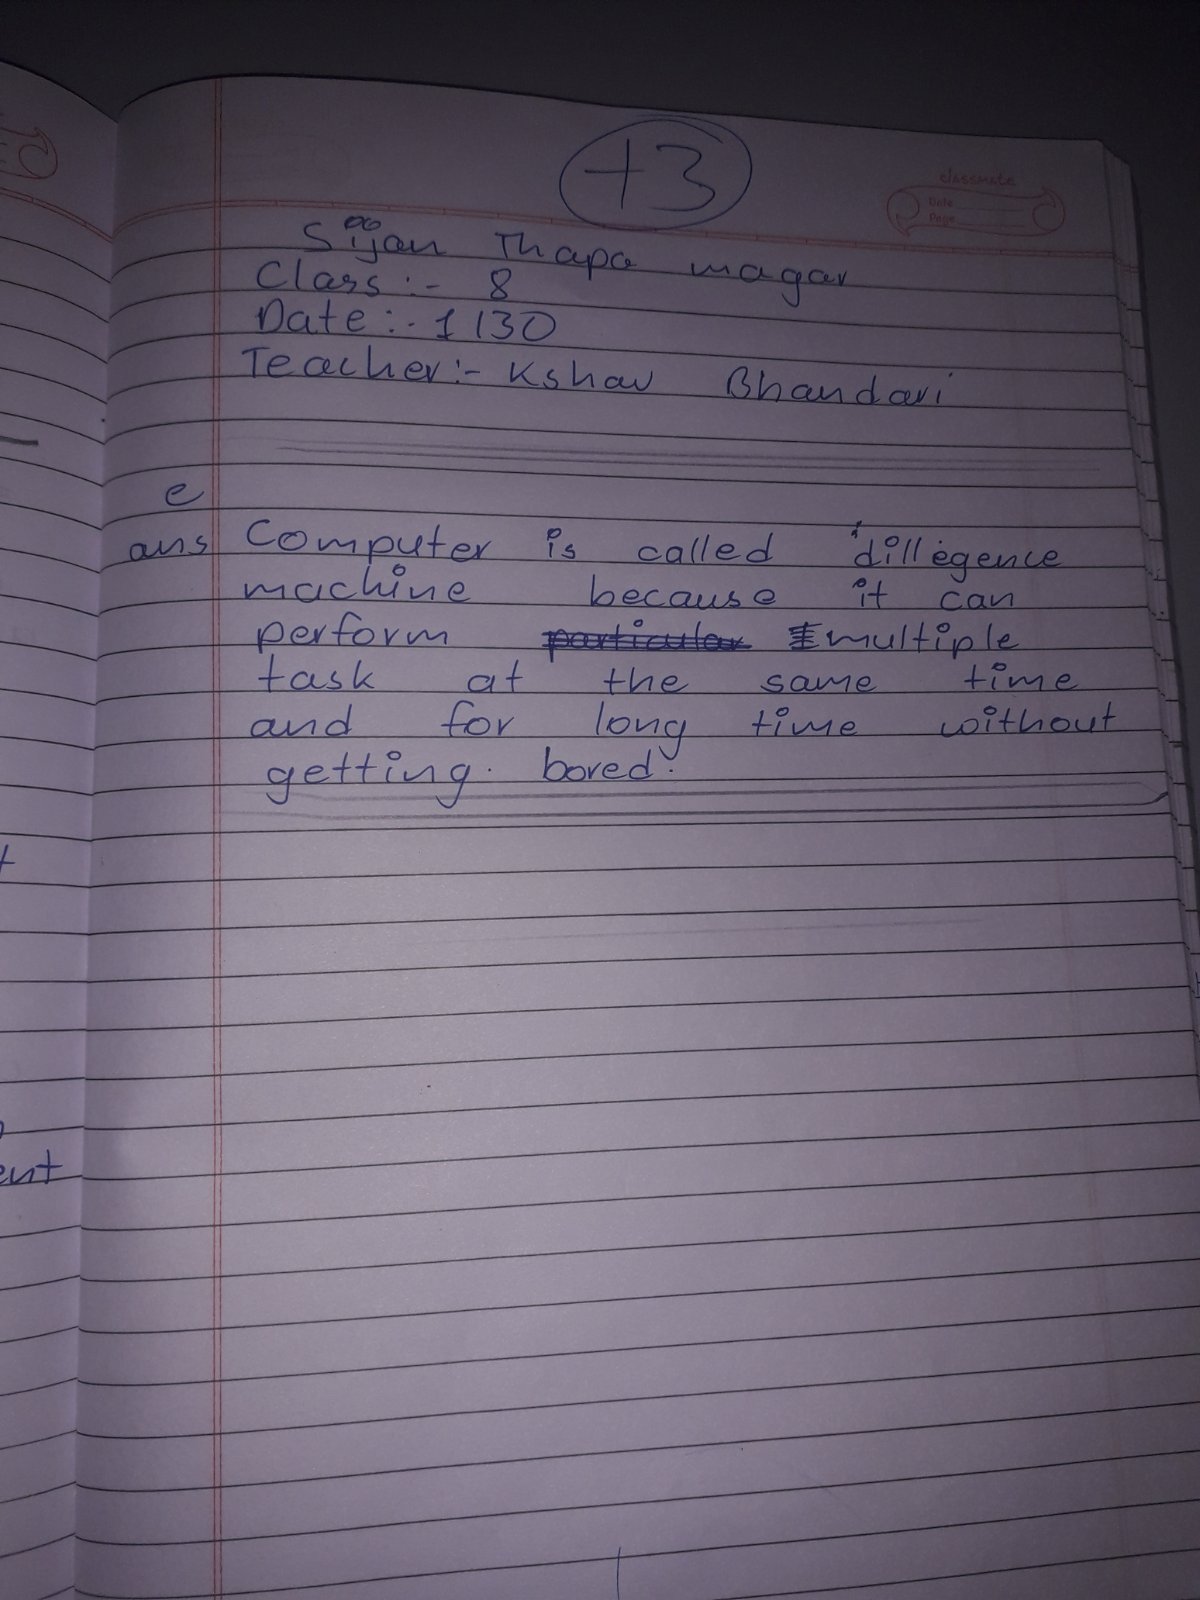 +3
classmate
Date
Page
Sijan Thapa magar
Class :- 8
Date :- 1130
Teacher :- Kshav Bhandari
e
ans Computer is called dillegence
machine because it can
perform particular multiple
task at the same time
and for long time without
getting. bored.
ent